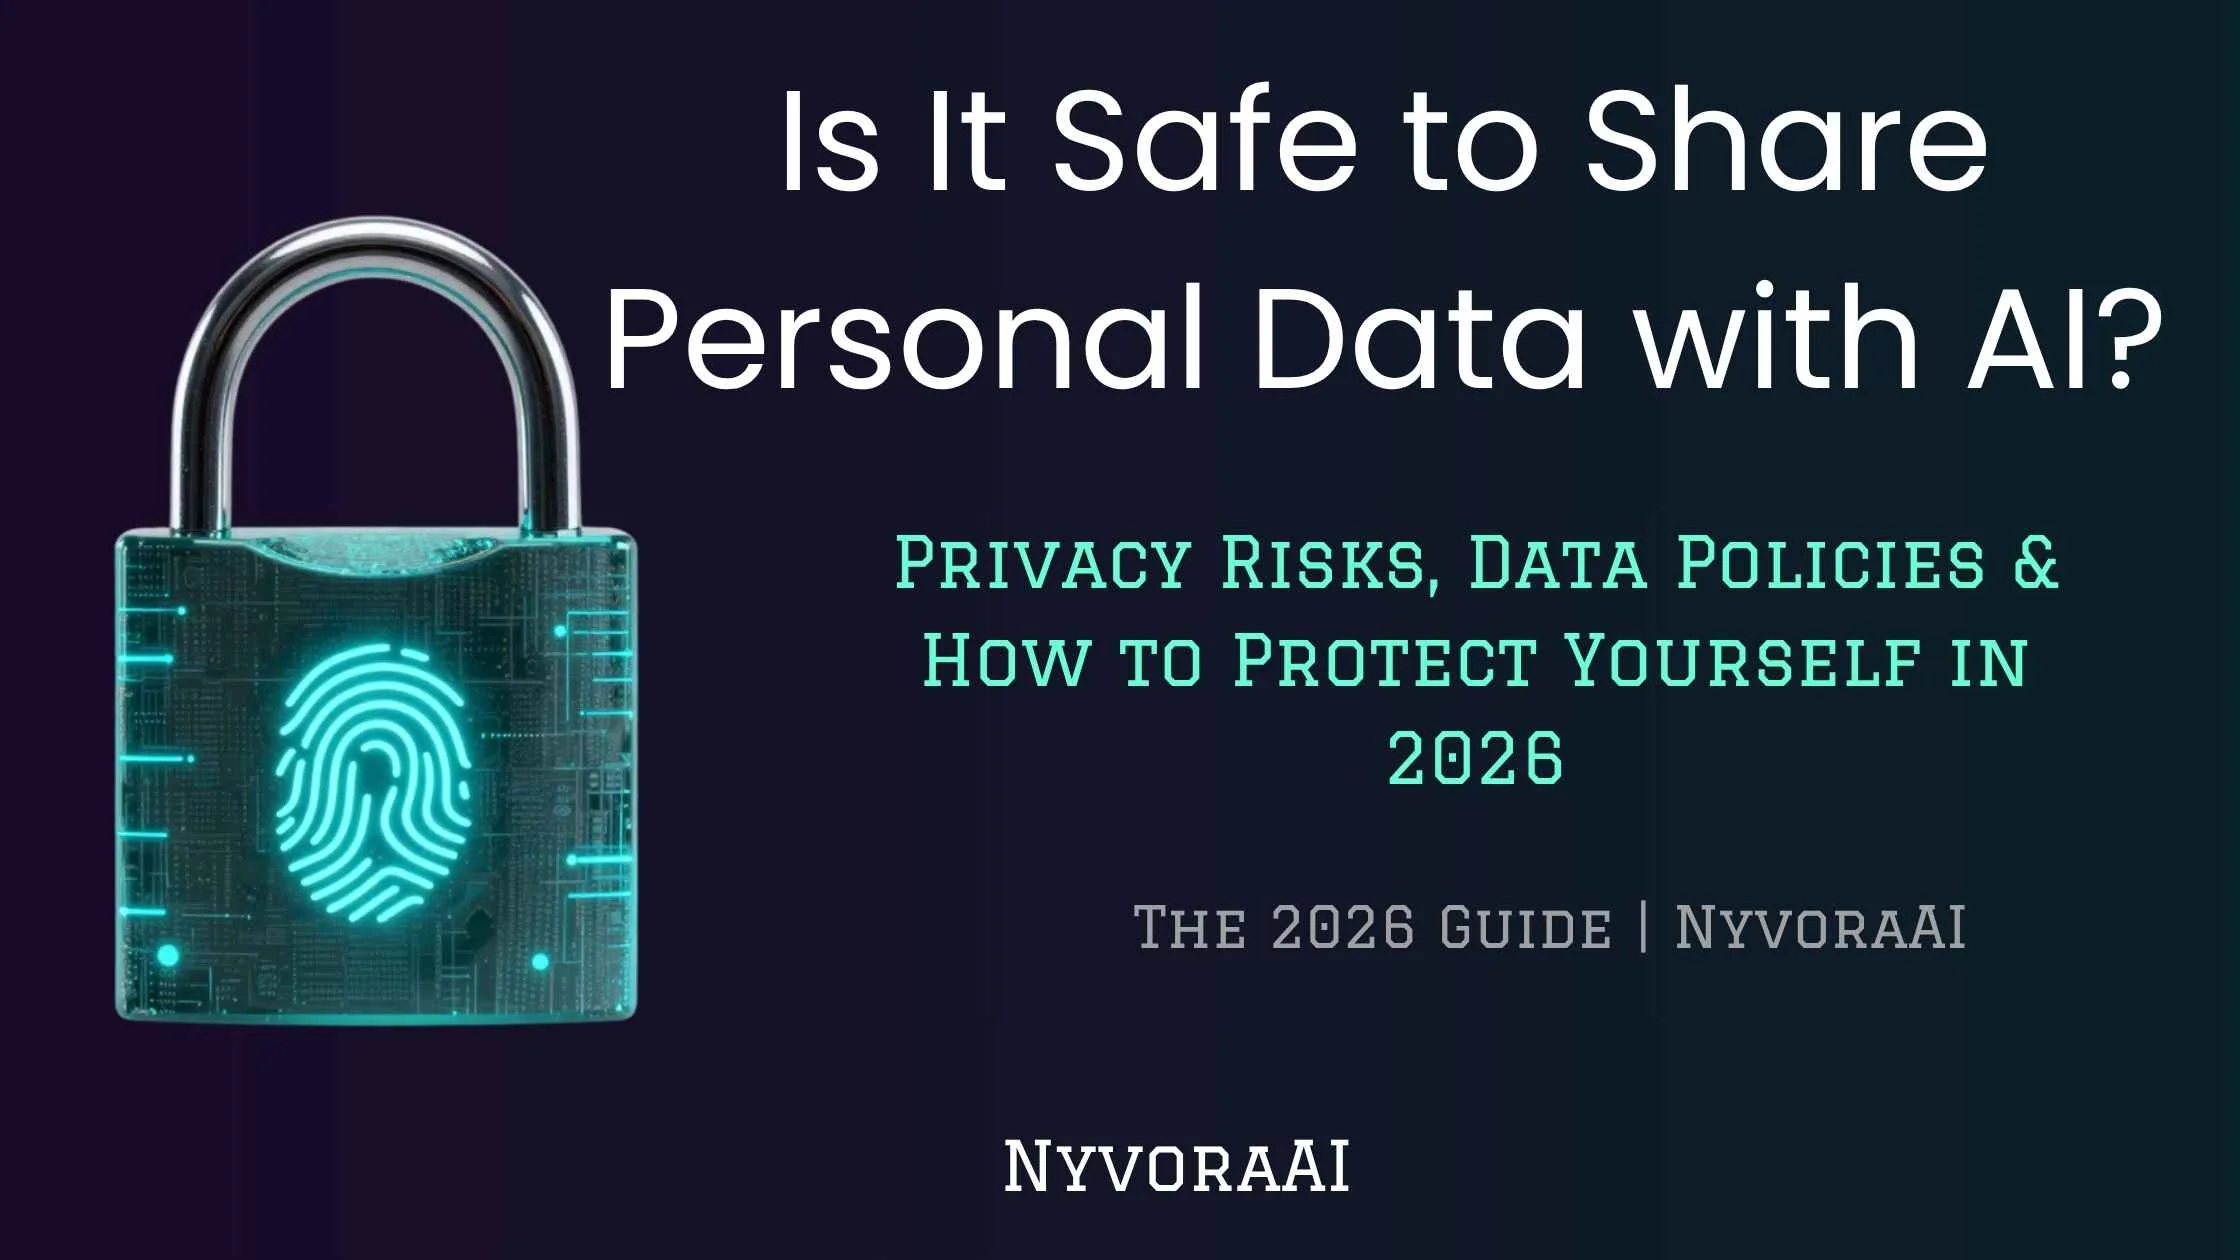 Is It Safe to Share
Personal Data with AI?
Privacy Risks, Data Policies &
How to Protect Yourself in
2026
The 2026 Guide | NyvoraAI
NyvoraAI